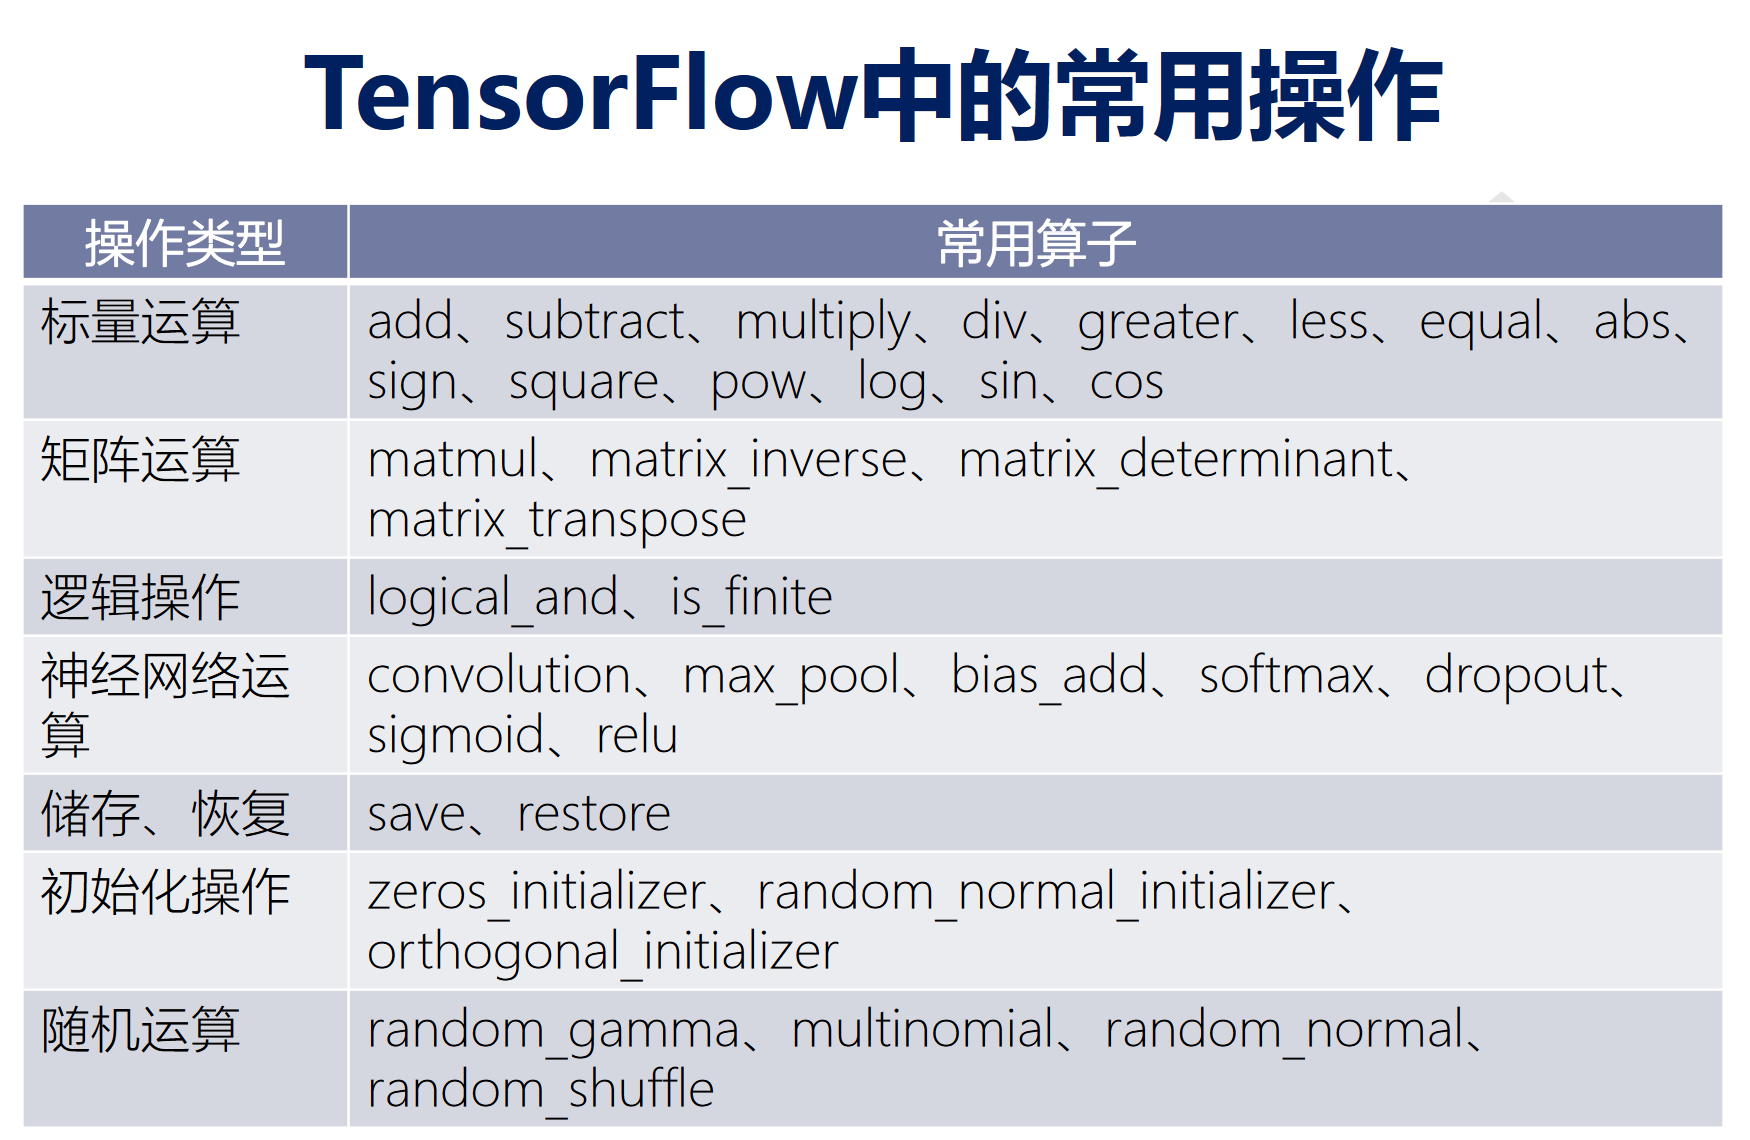 TensorFlow中的常用操作
操作类型
常用算子
标量运算
add、subtract、multiply、div、greater、less、equal、abs、
sign、square、pow、log、sin、cos
矩阵运算
matmul、matrix_inverse、matrix_determinant、
matrix_transpose
逻辑操作
logical_and、is_finite
神经网络运
算
convolution、max_pool、bias_add、softmax、dropout、
sigmoid、relu
储存、恢复
save、restore
初始化操作
zeros_initializer、random_normal_initializer、
orthogonal_initializer
随机运算
random_gamma、multinomial、random_normal、
random_shuffle